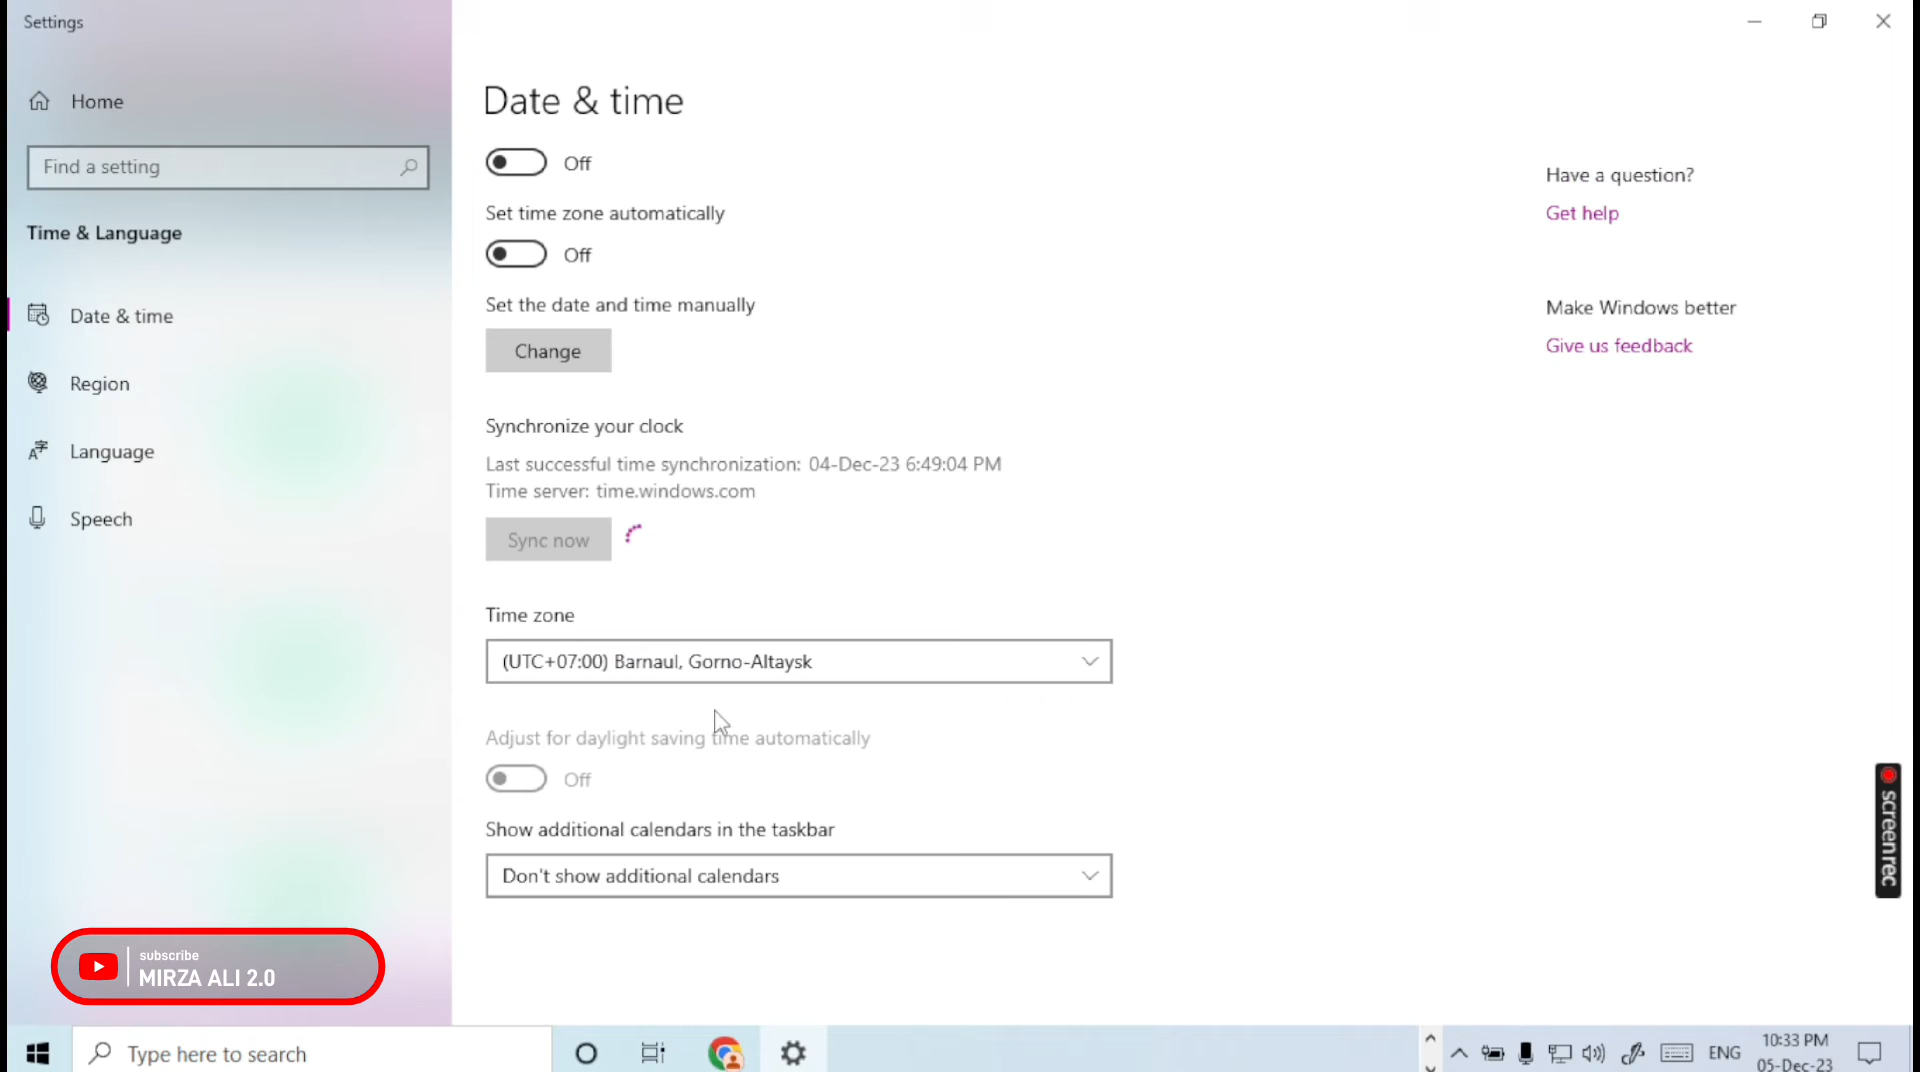 Settings
Home
Find a setting
Time & Language
Date & time
Region
Language
Speech
Date & time
Off
Set time zone automatically
Off
Set the date and time manually
Change
Synchronize your clock
Last successful time synchronization: 04-Dec-23 6:49:04 PM
Time server: time.windows.com
Sync now
Time zone
(UTC+07:00) Barnaul, Gorno-Altaysk
Adjust for daylight saving time automatically
Off
Show additional calendars in the taskbar
Don't show additional calendars
Have a question?
Get help
Make Windows better
Give us feedback
screenrec
subscribe
MIRZA ALI 2.0
Type here to search
ENG
10:33 PM
05-Dec-23